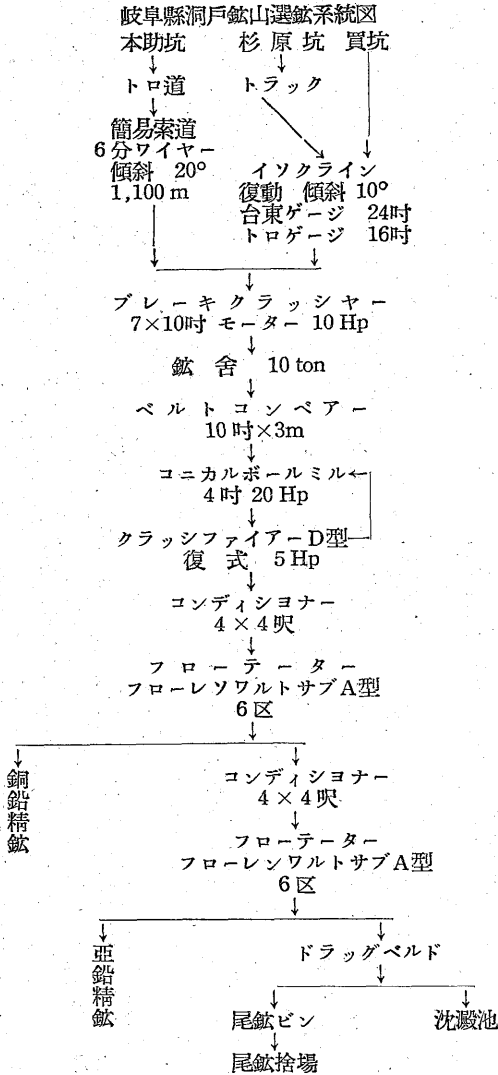 岐阜縣洞戸鉱山選鉱系統図
本助坑 杉原坑 買坑
トロ道 トラック
簡易索道
6分ワイヤー
傾斜 20°
1,100 m
イソクライン
復動 傾斜 10°
台東ゲージ 24吋
トロゲージ 16吋
ブレーキクラッシヤー
7×10吋 モーター 10 Hp
鉱舎 10 ton
ベルトコンベアー
10吋×3m
コニカルボールミル
4吋 20 Hp
クラッシファイアーD型
復式 5 Hp
コンディショナー
4×4呎
フローテーター
フローレソワルトサブA型
6区
銅鉛精鉱
コンディショナー
4×4呎
フローテーター
フローレンワルトサブA型
6区
亜鉛精鉱
ドラッグベルド
尾鉱ビン 沈澱池
尾鉱捨場